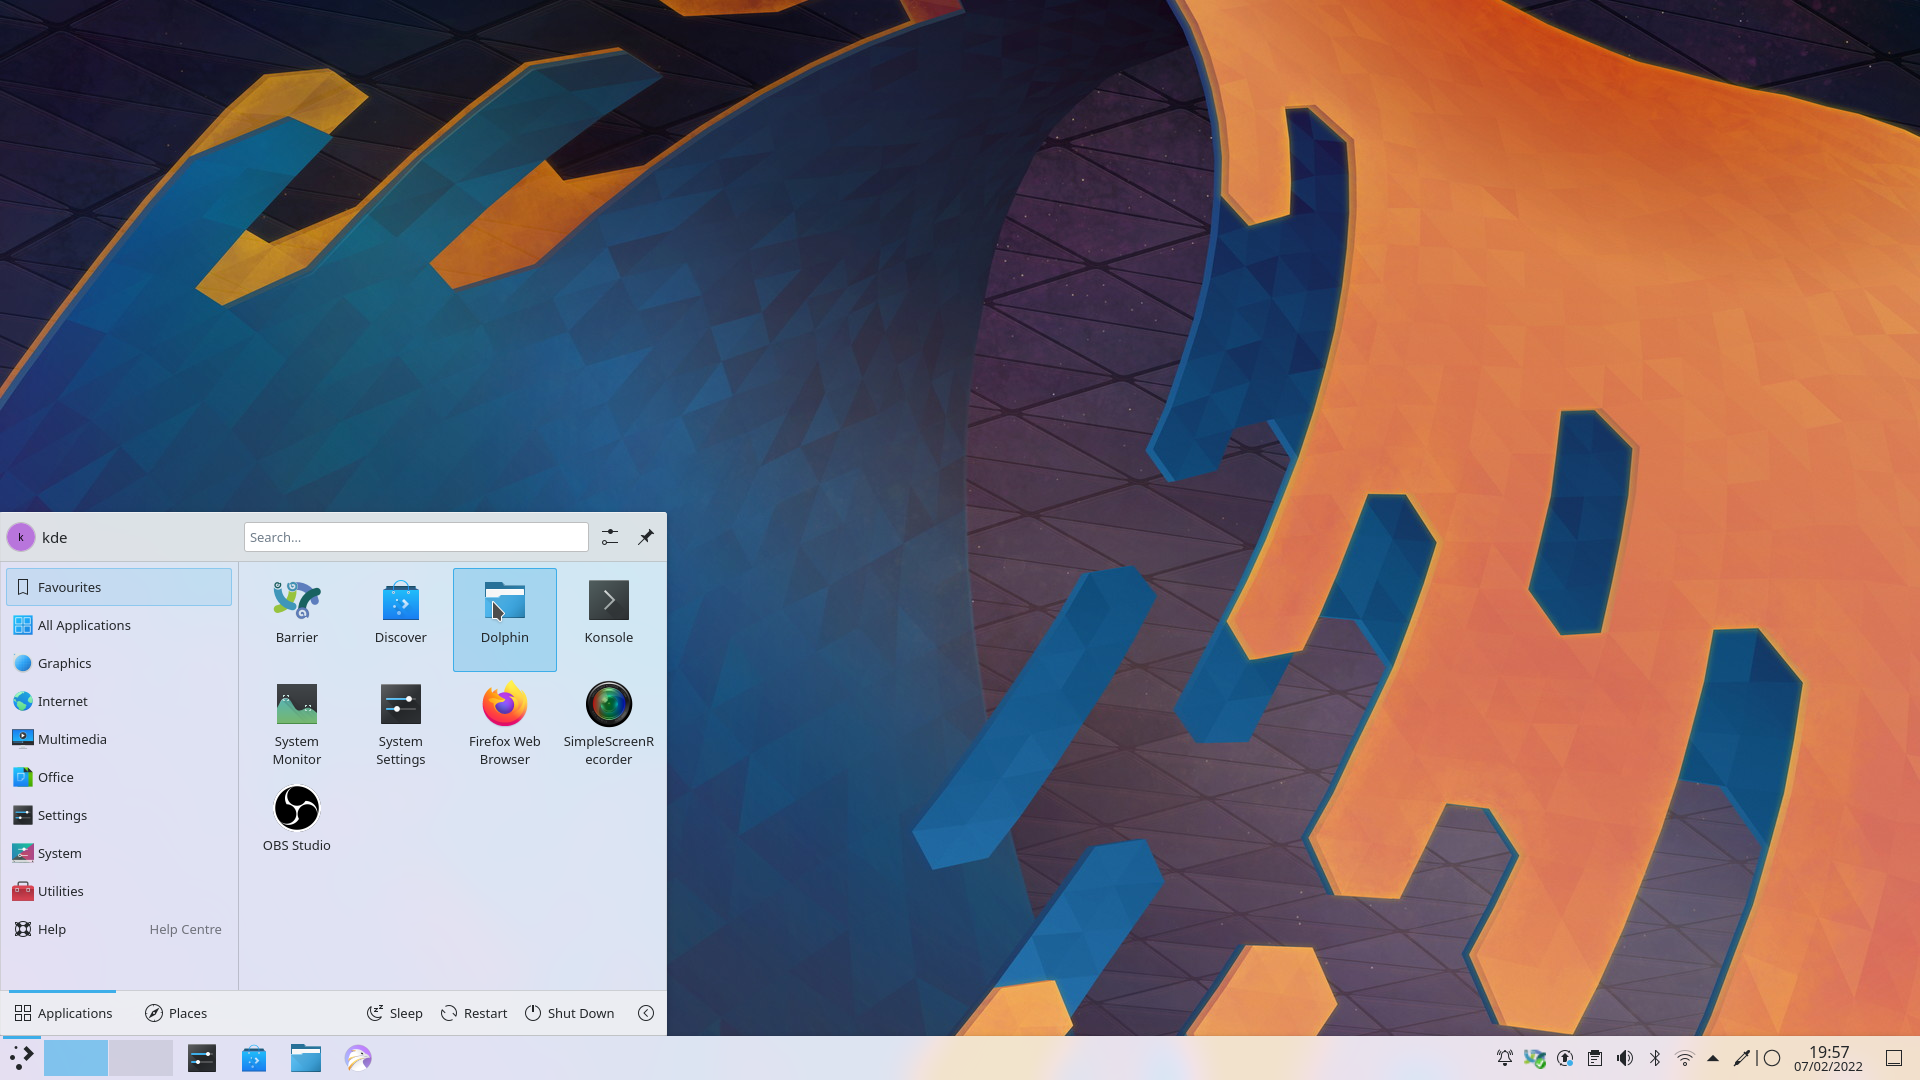 k
kde
Search...
Favourites
All Applications
Graphics
Internet
Multimedia
Office
Settings
System
Utilities
Help
Help Centre
Barrier
Discover
Dolphin
Konsole
System
Monitor
System
Settings
Firefox Web
Browser
SimpleScreenR
ecorder
OBS Studio
Applications
Places
Sleep
Restart
Shut Down
19:57
07/02/2022